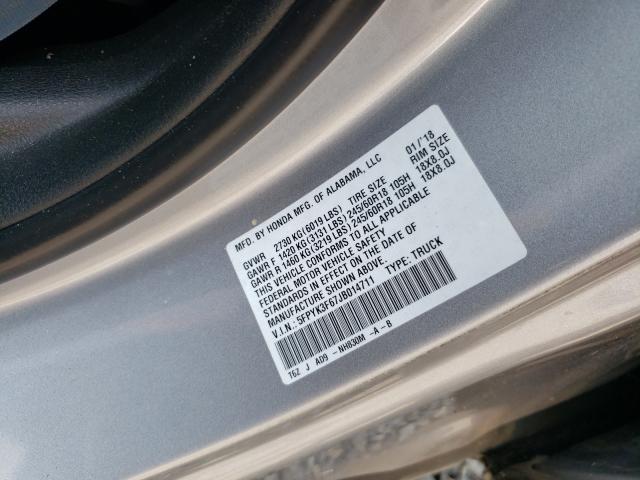 MFD. BY HONDA MFG. OF ALABAMA, LLC 01/'18
GVWR 2730 KG(6019 LBS) TIRE SIZE RIM SIZE
GAWR F 1420 KG(3131 LBS) 245/60R18 105H 18X8.0J
GAWR R 1460 KG(3219 LBS) 245/60R18 105H 18X8.0J
THIS VEHICLE CONFORMS TO ALL APPLICABLE
FEDERAL MOTOR VEHICLE SAFETY
STANDARDS IN EFFECT ON THE DATE OF
MANUFACTURE SHOWN ABOVE.
V.I.N.: 5FPYK3F67JB014711 TYPE: TRUCK
T6Z J AD9 -NH830M -A-B